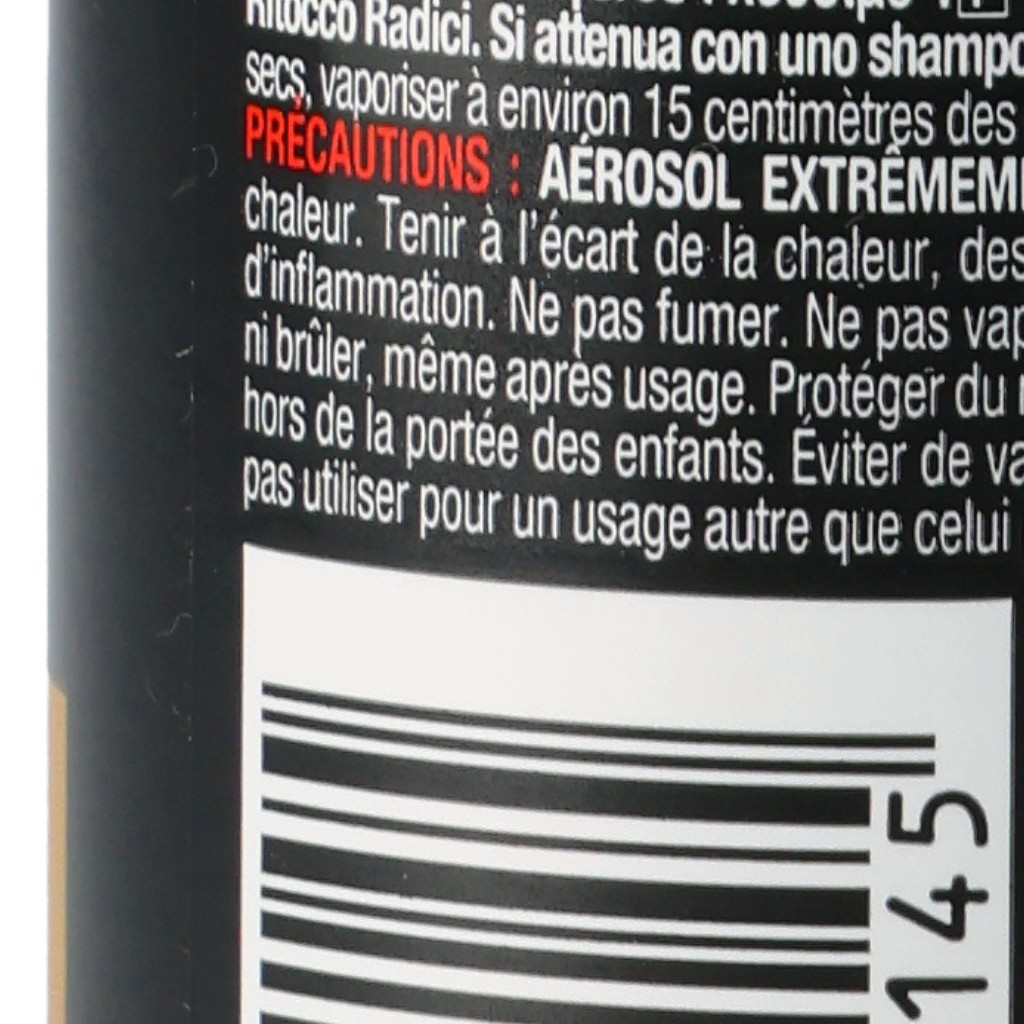 Ritocco Radici. Si attenua con uno shampo
secs, vaporiser à environ 15 centimètres des
PRÉCAUTIONS : AÉROSOL EXTRÊMEM
chaleur. Tenir à l'écart de la chaleur, des
d'inflammation. Ne pas fumer. Ne pas vap
ni brûler, même après usage. Protéger du
hors de la portée des enfants. Éviter de va
pas utiliser pour un usage autre que celui
145